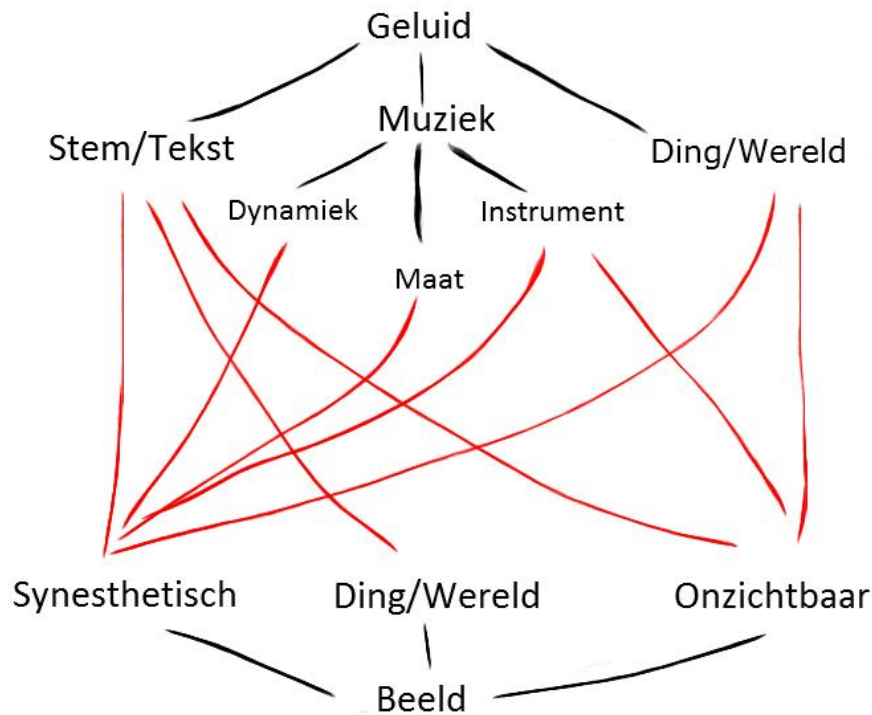 Geluid
Muziek
Stem/Tekst
Ding/Wereld
Dynamiek
Instrument
Maat
Synesthetisch
Ding/Wereld
Onzichtbaar
Beeld